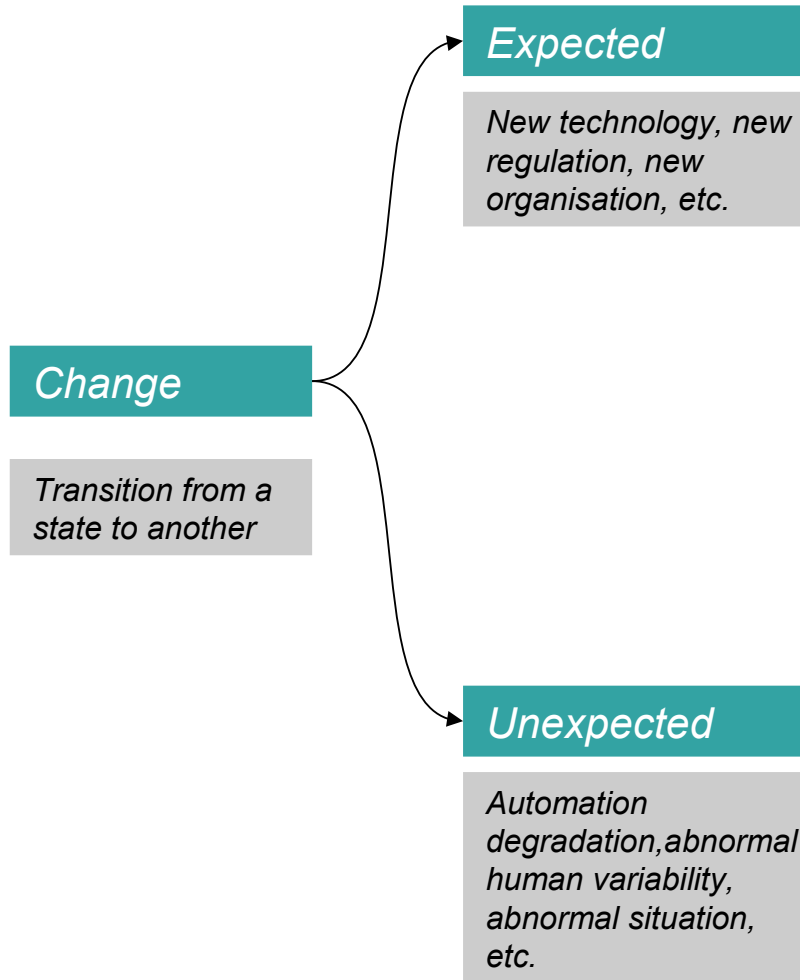 Expected
New technology, new
regulation, new
organisation, etc.
Change
Transition from a
state to another
Unexpected
Automation
degradation,abnormal
human variability,
abnormal situation,
etc.